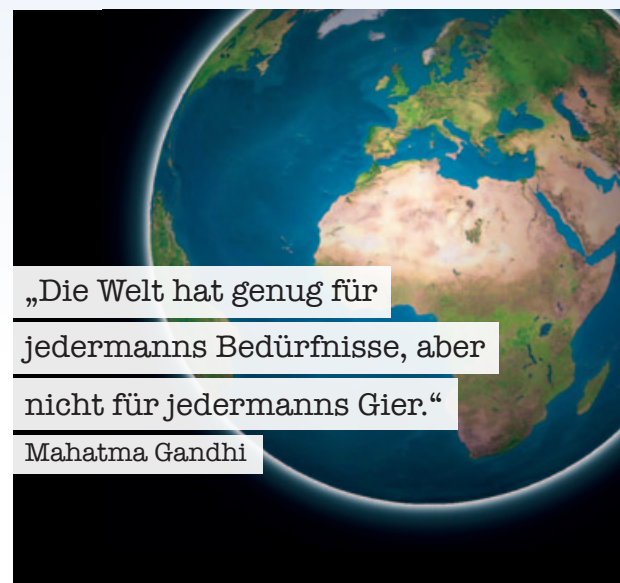 „Die Welt hat genug für
jedermanns Bedürfnisse, aber
nicht für jedermanns Gier.“
Mahatma Gandhi